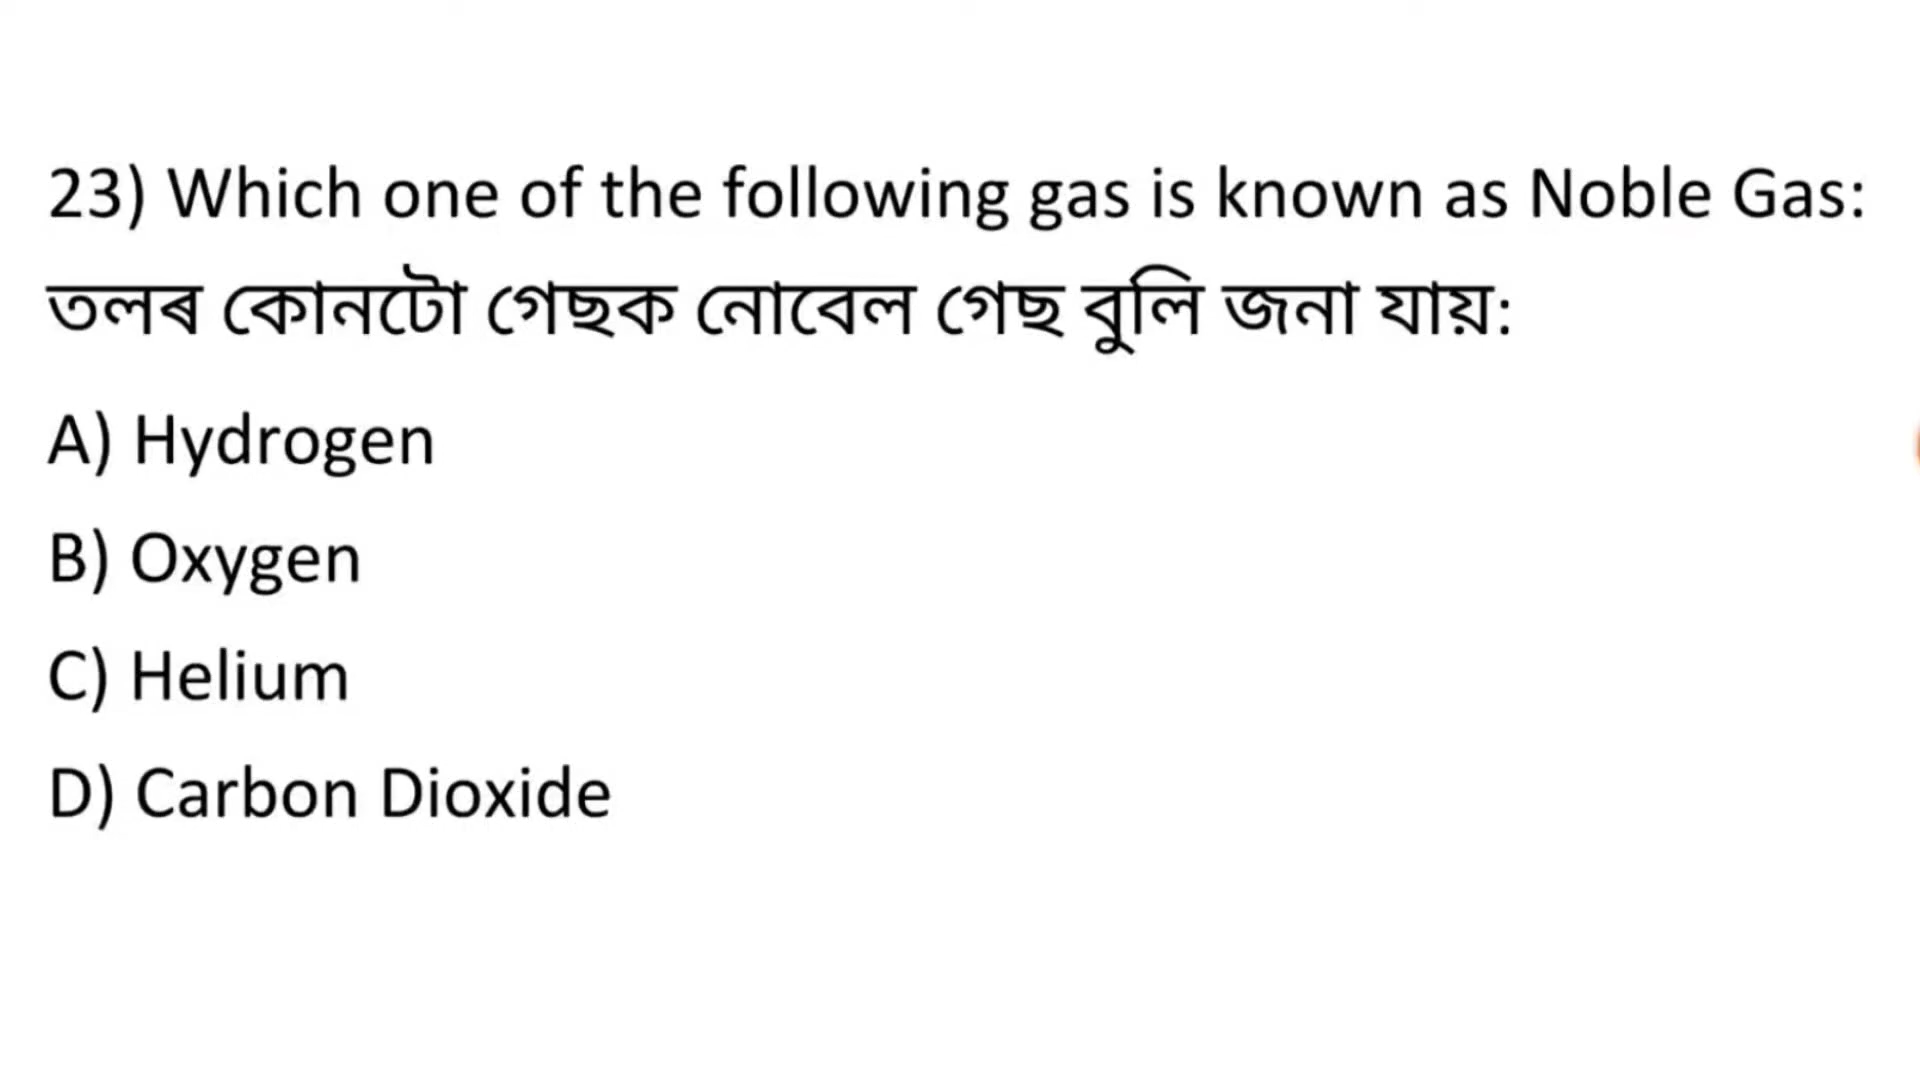 23) Which one of the following gas is known as Noble Gas:
তলৰ কোনটো গেছক নোবেল গেছ বুলি জনা যায়:
A) Hydrogen
B) Oxygen
C) Helium
D) Carbon Dioxide